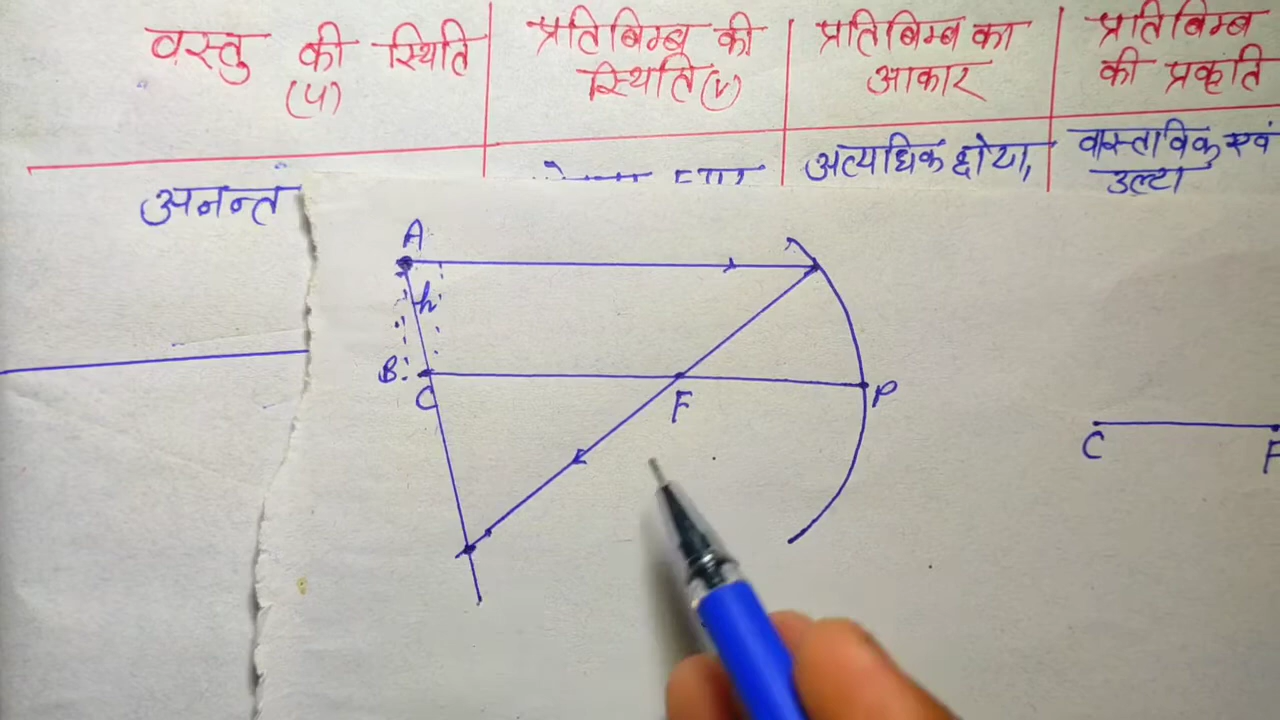 वस्तु की स्थिति
(u)
प्रतिबिम्ब की
स्थिति(v)
प्रतिबिम्ब का
आकार
प्रतिबिम्ब
की प्रकृति
अनन्त
अत्यधिक छोटा,
वास्तविक एवं
उल्टा
A
h
B
C
F
P
C
F